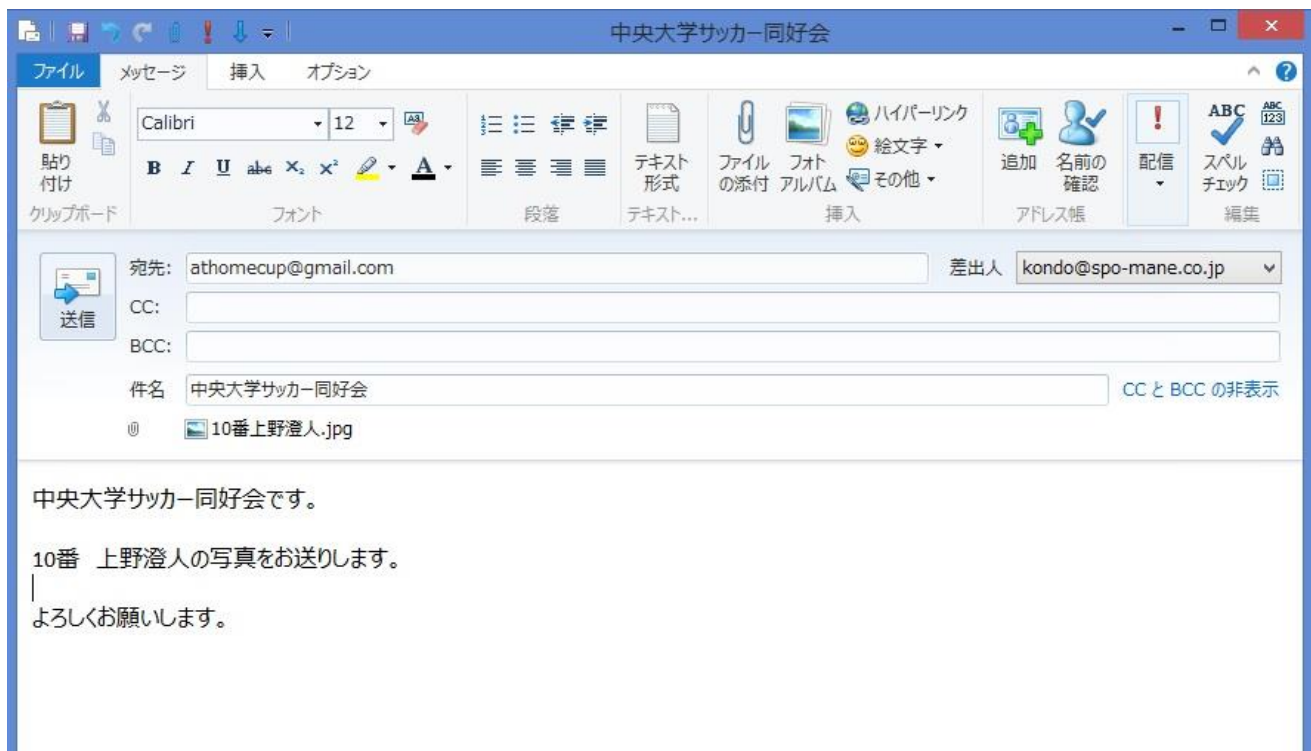 中央大学サッカー同好会
ファイル メッセージ 挿入 オプション
Calibri 12
貼り付け
B I U abc X₂ X² A
テキスト形式
ファイルの添付
フォトアルバム
ハイパーリンク
絵文字
その他
追加
名前の確認
配信
ABC
スペルチェック
ABC
123
クリップボード フォント 段落 テキスト... 挿入 アドレス帳 編集
送信
宛先: athomecup@gmail.com 差出人 kondo@spo-mane.co.jp
CC:
BCC:
件名 中央大学サッカー同好会 CC と BCC の非表示
10番上野澄人.jpg
中央大学サッカー同好会です。
10番 上野澄人の写真をお送りします。
よろしくお願いします。